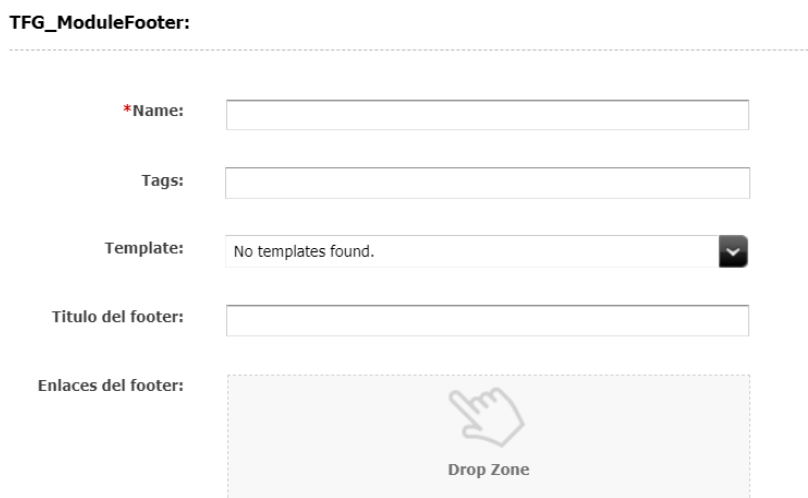 TFG_ModuleFooter:
*Name:
Tags:
Template: No templates found.
Titulo del footer:
Enlaces del footer:
Drop Zone